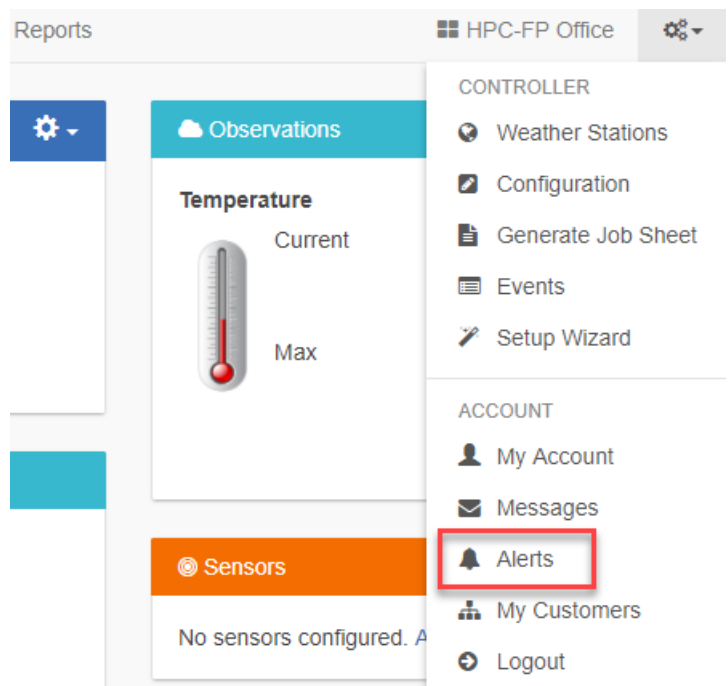 Reports
HPC-FP Office
Observations
Temperature
Current
Max
Sensors
No sensors configured. A
CONTROLLER
Weather Stations
Configuration
Generate Job Sheet
Events
Setup Wizard
ACCOUNT
My Account
Messages
Alerts
My Customers
Logout